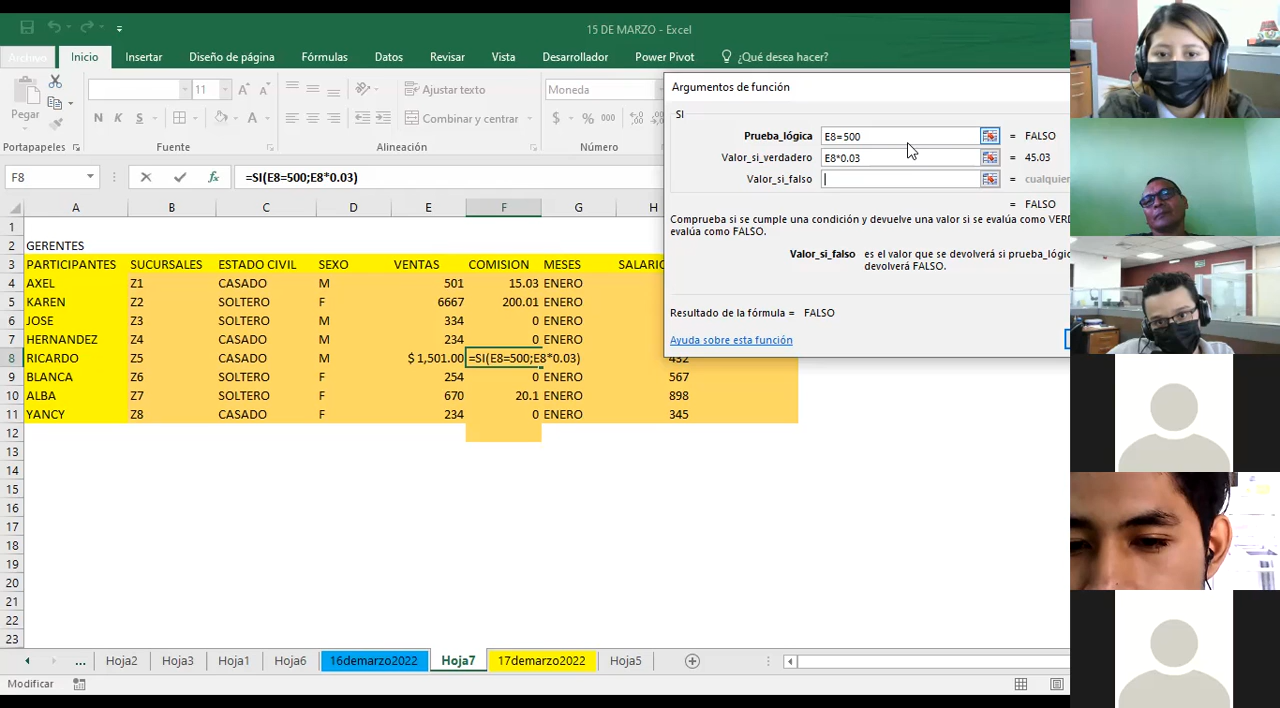 15 DE MARZO - Excel
Archivo Inicio Insertar Diseño de página Fórmulas Datos Revisar Vista Desarrollador Power Pivot ¿Qué desea hacer?
Pegar
11 A A
Ajustar texto
Moneda
N K S
Combinar y centrar
$ % 000
Portapapeles Fuente Alineación Número
F8 fx =SI(E8=500;E8*0.03)
Argumentos de función
SI
Prueba_lógica E8=500 = FALSO
Valor_si_verdadero E8*0.03 = 45.03
Valor_si_falso = cualquier
= FALSO
Comprueba si se cumple una condición y devuelve una valor si se evalúa como VERD
evalúa como FALSO.
Valor_si_falso es el valor que se devolverá si prueba_lógic
devolverá FALSO.
Resultado de la fórmula = FALSO
Ayuda sobre esta función
A B C D E F G H
1
2 GERENTES
3 PARTICIPANTES SUCURSALES ESTADO CIVIL SEXO VENTAS COMISION MESES SALARIO
4 AXEL Z1 CASADO M 501 15.03 ENERO
5 KAREN Z2 SOLTERO F 6667 200.01 ENERO
6 JOSE Z3 SOLTERO M 334 0 ENERO
7 HERNANDEZ Z4 CASADO M 234 0 ENERO
8 RICARDO Z5 CASADO M $ 1,501.00 =SI(E8=500;E8*0.03) 432
9 BLANCA Z6 SOLTERO F 254 0 ENERO 567
10 ALBA Z7 SOLTERO F 670 20.1 ENERO 898
11 YANCY Z8 CASADO F 234 0 ENERO 345
12
13
14
15
16
17
18
19
20
21
22
23
... Hoja2 Hoja3 Hoja1 Hoja6 16demarzo2022 Hoja7 17demarzo2022 Hoja5
Modificar